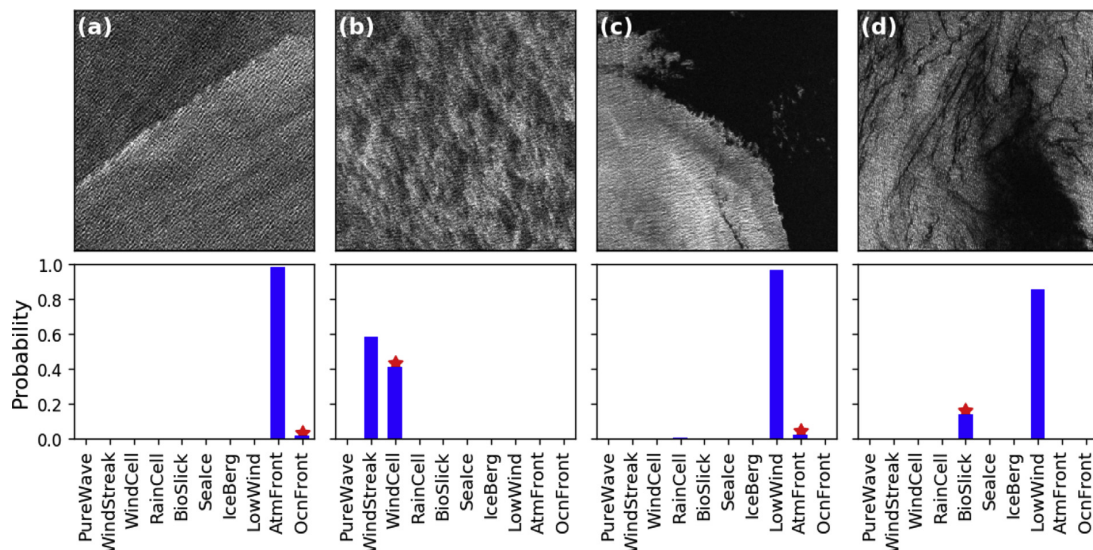 (a) (b) (c) (d)
1.0
0.8
0.6
0.4
0.2
0.0
Probability
PureWave WindStreak WindCell RainCell BioSlick SeaIce IceBerg LowWind AtmFront OcnFront
PureWave WindStreak WindCell RainCell BioSlick SeaIce IceBerg LowWind AtmFront OcnFront
PureWave WindStreak WindCell RainCell BioSlick SeaIce IceBerg LowWind AtmFront OcnFront
PureWave WindStreak WindCell RainCell BioSlick SeaIce IceBerg LowWind AtmFront OcnFront